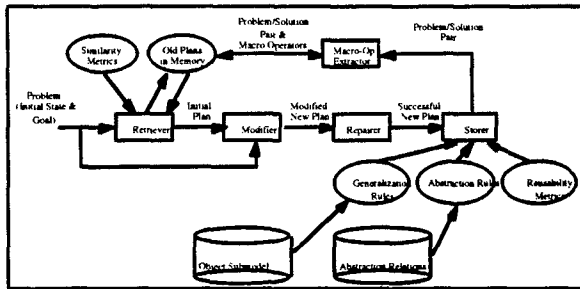 Problem/Solution
Pair &
Macro Operators
Problem/Solution
Pair
Similarity
Metrics
Old Plans
in Memory
Macro-Op
Extractor
Problem
(Initial State &
Goal)
Initial
Plan
Modified
New Plan
Successful
New Plan
Retriever
Modifier
Repairer
Storer
Generalization
Rules
Abstraction Rules
Reusability
Metrics
Object Submodel
Abstraction Relations